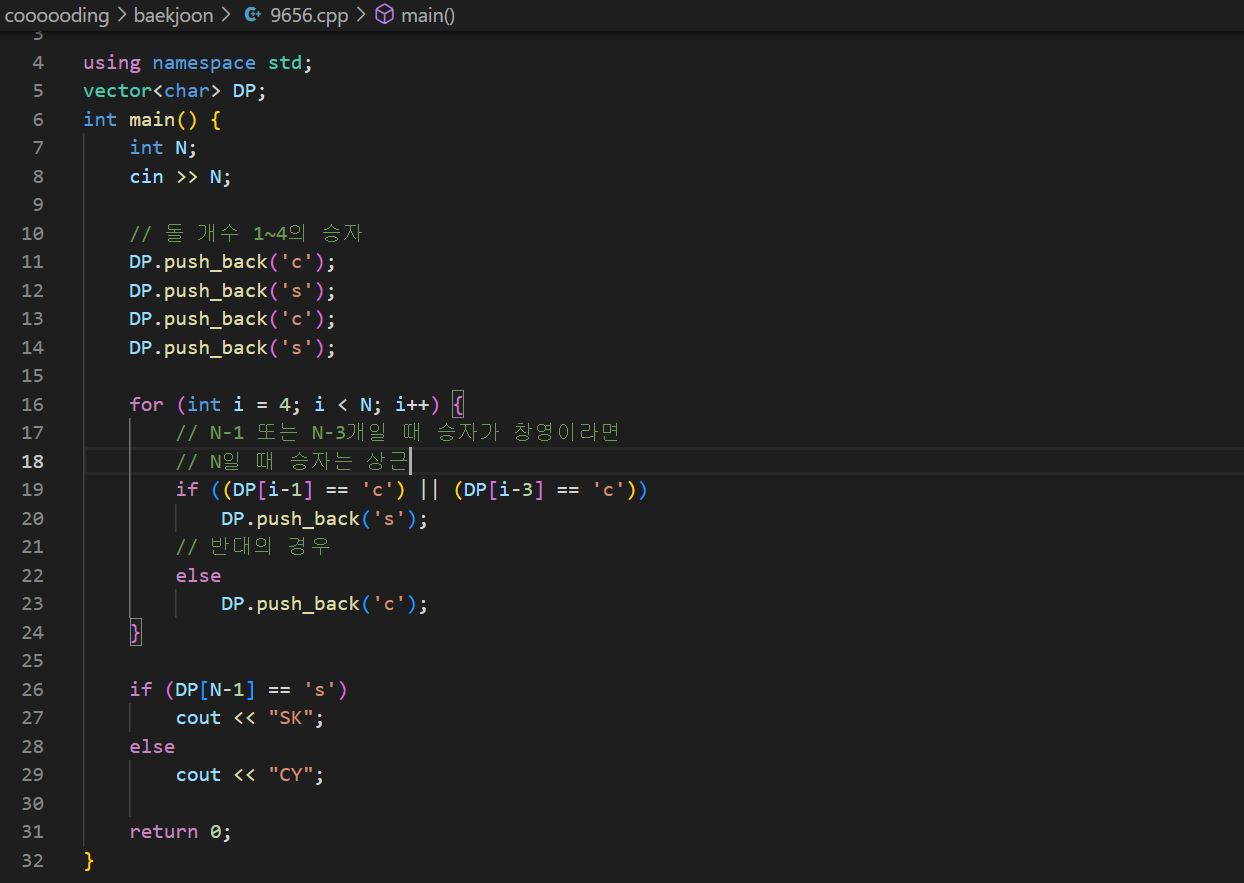 coooooding > baekjoon > C++ 9656.cpp > main()
3
4 using namespace std;
5 vector<char> DP;
6 int main() {
7 int N;
8 cin >> N;
9
10 // 돌 개수 1~4의 승자
11 DP.push_back('c');
12 DP.push_back('s');
13 DP.push_back('c');
14 DP.push_back('s');
15
16 for (int i = 4; i < N; i++) {
17 // N-1 또는 N-3개일 때 승자가 창영이라면
18 // N일 때 승자는 상근
19 if ((DP[i-1] == 'c') || (DP[i-3] == 'c'))
20 DP.push_back('s');
21 // 반대의 경우
22 else
23 DP.push_back('c');
24 }
25
26 if (DP[N-1] == 's')
27 cout << "SK";
28 else
29 cout << "CY";
30
31 return 0;
32 }